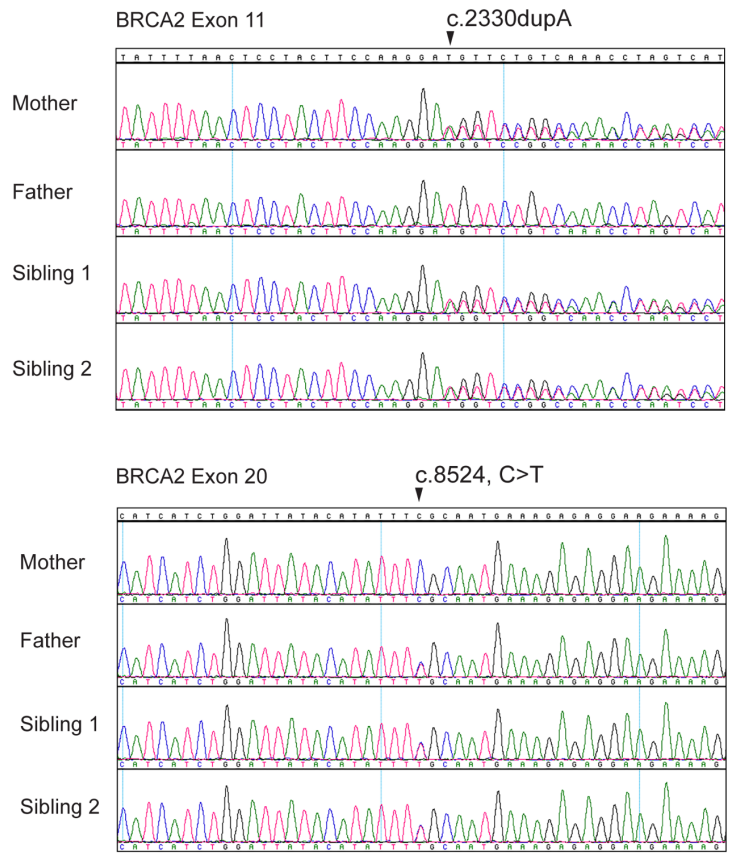 BRCA2 Exon 11
c.2330dupA
T A T T T T A A C T C C T A C T T C C A A G G A T G T T C T G T C A A A C C T A G T C A T
Mother
T A T T T T A A C T C C T A C T T C C A A G G A A G G T C C G G C C A A A C C A A T C C T
Father
T A T T T T A A C T C C T A C T T C C A A G G A T G T T C T G T C A A A C C T A G T C A T
Sibling 1
T A T T T T A A C T C C T A C T T C C A A G G A T G G T C T G G T C A A C C T A A T C C T
Sibling 2
T A T T T T A A C T C C T A C T T C C A A G G A T G G T C C G G C C A A A C C A A T C C T
BRCA2 Exon 20
c.8524, C>T
C A T C A T C T G G A T T A T A C A T A T T T C G C A A T G A A A G A G A G G A A G A A A A G
Mother
C A T C A T C T G G A T T A T A C A T A T T T C G C A A T G A A A G A G A G G A A G A A A A G
Father
C A T C A T C T G G A T T A T A C A T A T T T T G C A A T G A A A G A G A G G A A G A A A A G
Sibling 1
C A T C A T C T G G A T T A T A C A T A T T T T G C A A T G A A A G A G A G G A A G A A A A G
Sibling 2
C A T C A T C T G G A T T A T A C A T A T T T T G C A A T G A A A G A G A G G A A G A A A A G